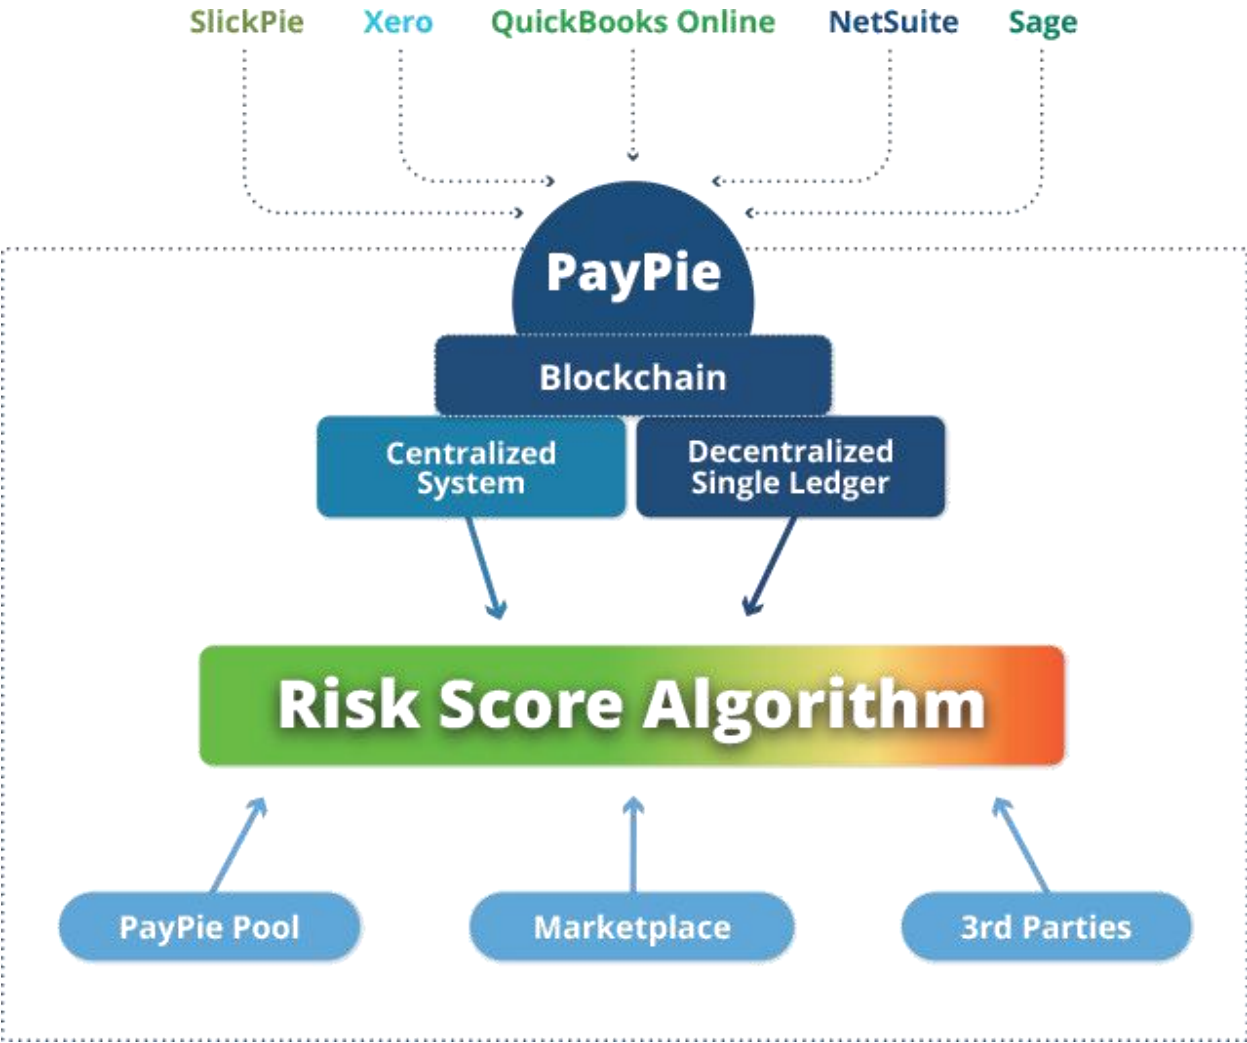 SlickPie Xero QuickBooks Online NetSuite Sage
PayPie
Blockchain
Centralized
System
Decentralized
Single Ledger
Risk Score Algorithm
PayPie Pool Marketplace 3rd Parties